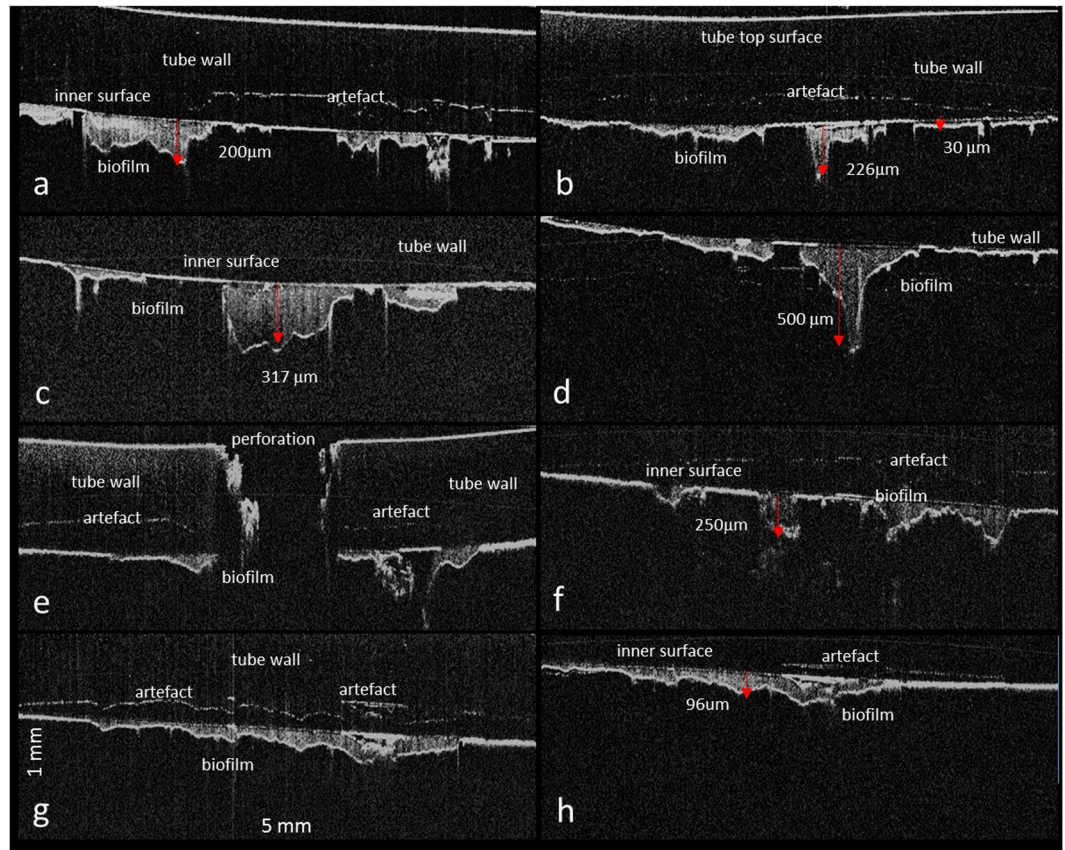 tube wall
inner surface
artefact
biofilm
200µm
a
tube top surface
tube wall
artefact
biofilm
30 µm
226µm
b
tube wall
inner surface
biofilm
317 µm
c
tube wall
biofilm
500 µm
d
perforation
tube wall
tube wall
artefact
artefact
biofilm
e
artefact
inner surface
biofilm
250µm
f
tube wall
artefact
artefact
biofilm
1 mm
g
5 mm
inner surface
artefact
96um
biofilm
h